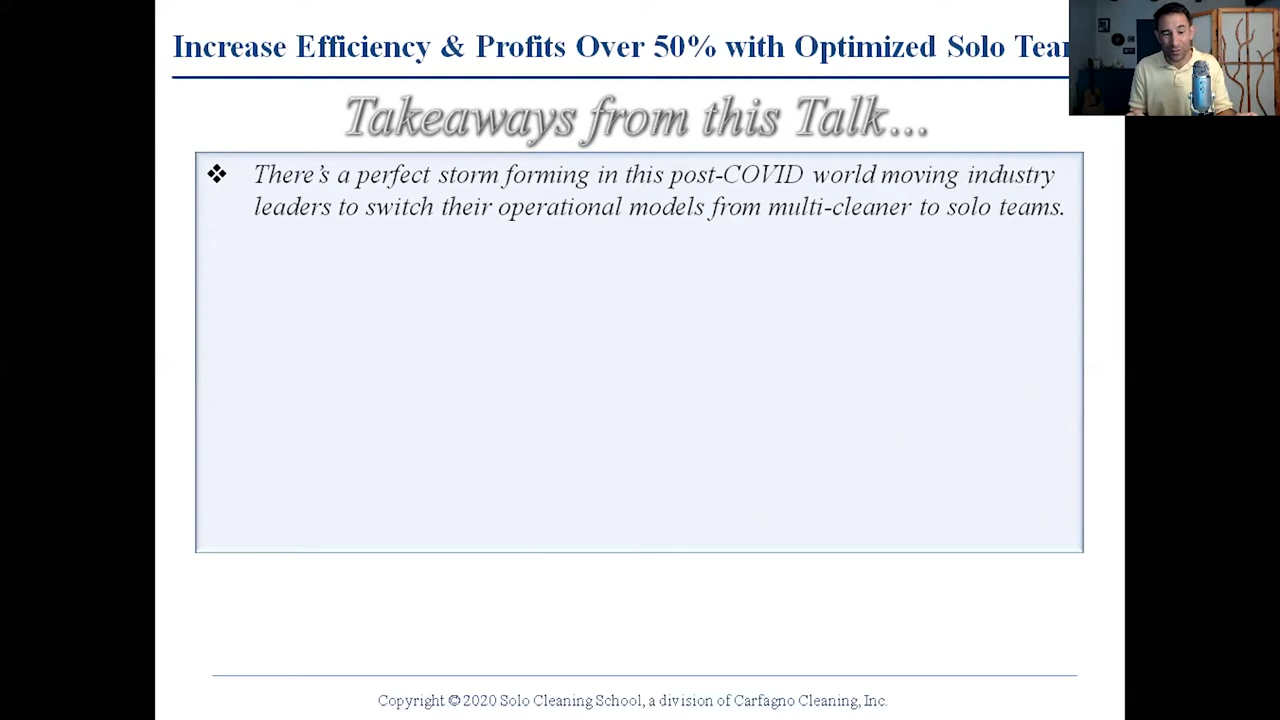 Increase Efficiency & Profits Over 50% with Optimized Solo
Takeaways from this Talk...
❖ There's a perfect storm forming in this post-COVID world moving industry
leaders to switch their operational models from multi-cleaner to solo teams.
Copyright © 2020 Solo Cleaning School, a division of Carfagno Cleaning, Inc.